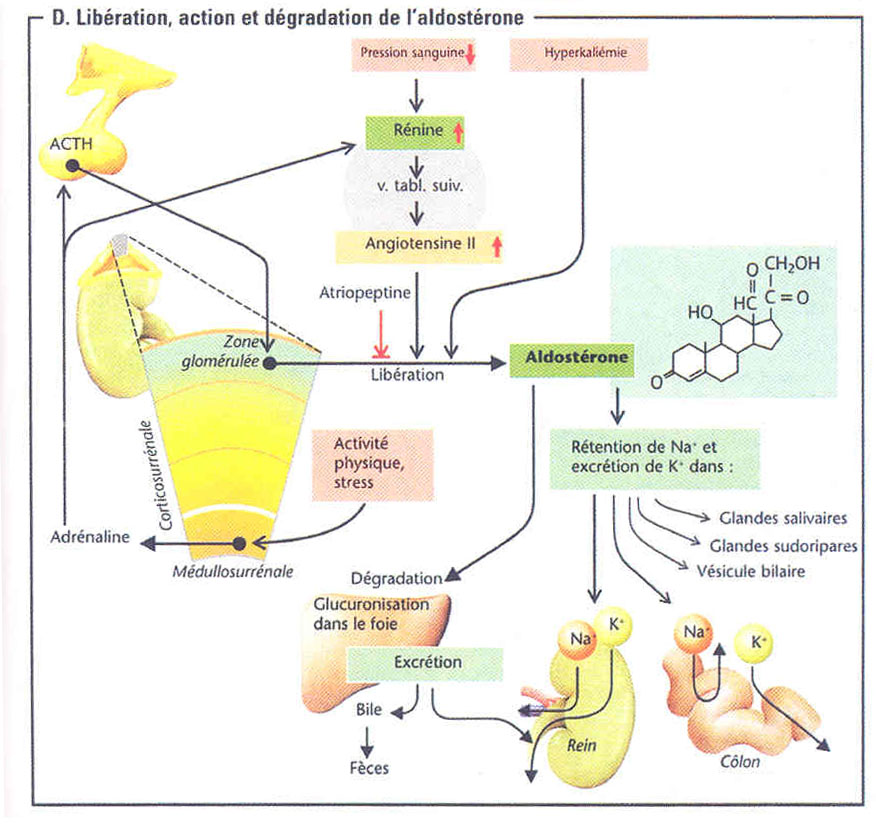 D. Libération, action et dégradation de l'aldostérone
Pression sanguine
Hyperkaliémie
ACTH
Rénine
v. tabl. suiv.
Angiotensine II
Atriopeptine
Zone
glomérulée
Libération
Aldostérone
CH₂OH
O
HC
C=O
HO
O
Activité
physique,
stress
Rétention de Na⁺ et
excrétion de K⁺ dans :
Corticosurrénale
Adrénaline
Médullosurrénale
Glandes salivaires
Glandes sudoripares
Vésicule bilaire
Dégradation
Glucuronisation
dans le foie
Excrétion
Bile
Fèces
Na⁺
K⁺
Rein
Na⁺
K⁺
Côlon